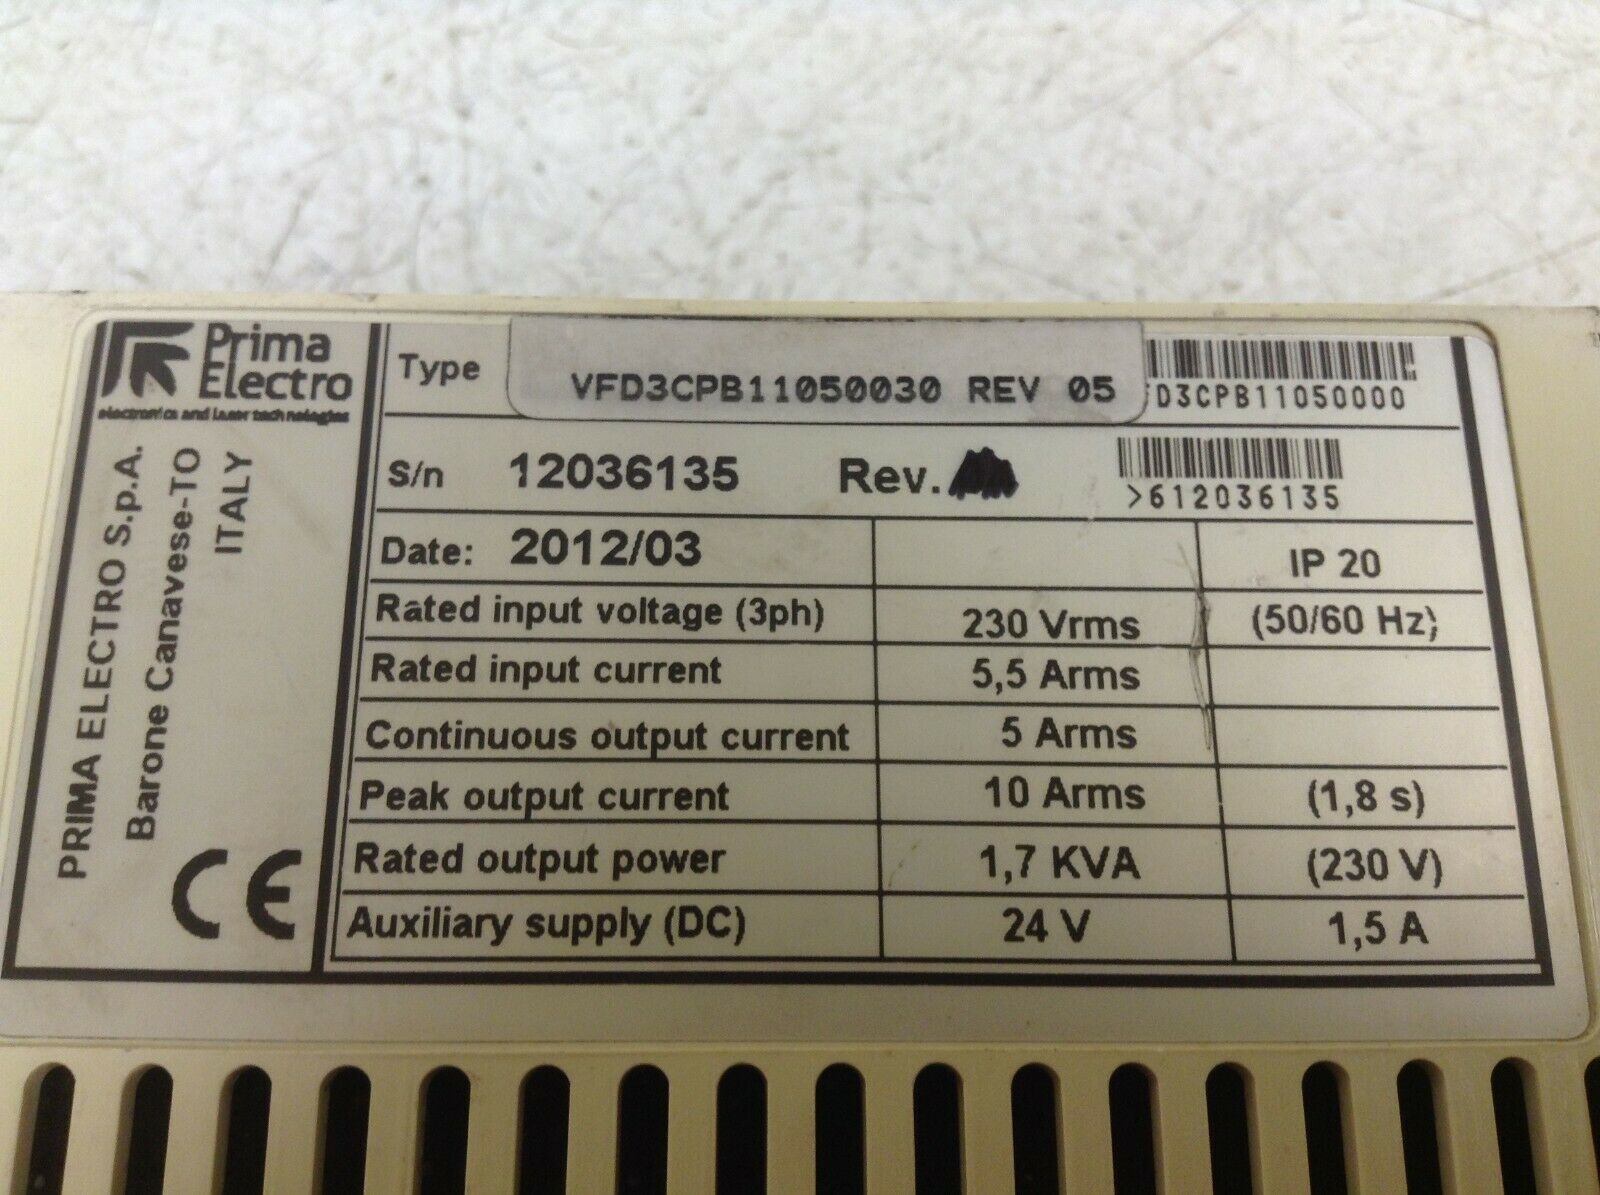 Prima
Electro
electronics and laser technologies
PRIMA ELECTRO S.p.A.
Barone Canavese-TO
ITALY
CE
Type VFD3CPB11050030 REV 05 FD3CPB11050000
S/n 12036135 Rev. >612036135
Date: 2012/03 IP 20
Rated input voltage (3ph) 230 Vrms (50/60 Hz)
Rated input current 5,5 Arms
Continuous output current 5 Arms
Peak output current 10 Arms (1,8 s)
Rated output power 1,7 KVA (230 V)
Auxiliary supply (DC) 24 V 1,5 A